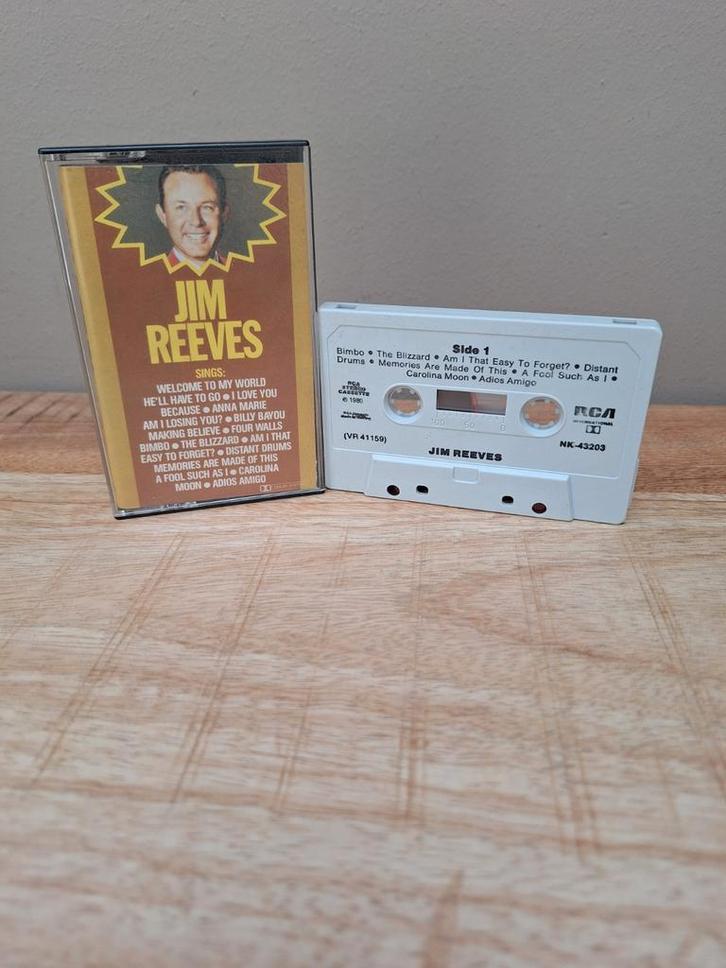 JIM
REEVES
SINGS:
WELCOME TO MY WORLD
HE'LL HAVE TO GO • I LOVE YOU
BECAUSE • ANNA MARIE
AM I LOSING YOU? • BILLY BAYOU
MAKING BELIEVE • FOUR WALLS
BIMBO • THE BLIZZARD • AM I THAT
EASY TO FORGET? • DISTANT DRUMS
MEMORIES ARE MADE OF THIS
A FOOL SUCH AS I • CAROLINA
MOON • ADIOS AMIGO
Side 1
Bimbo • The Blizzard • Am I That Easy To Forget? • Distant
Drums • Memories Are Made Of This • A Fool Such As I •
Carolina Moon • Adios Amigo
RCA
STEREO
CASSETTE
℗ 1980
100 50 0
RCA
INTERNATIONAL
(VR 41159)
JIM REEVES
NK-43203